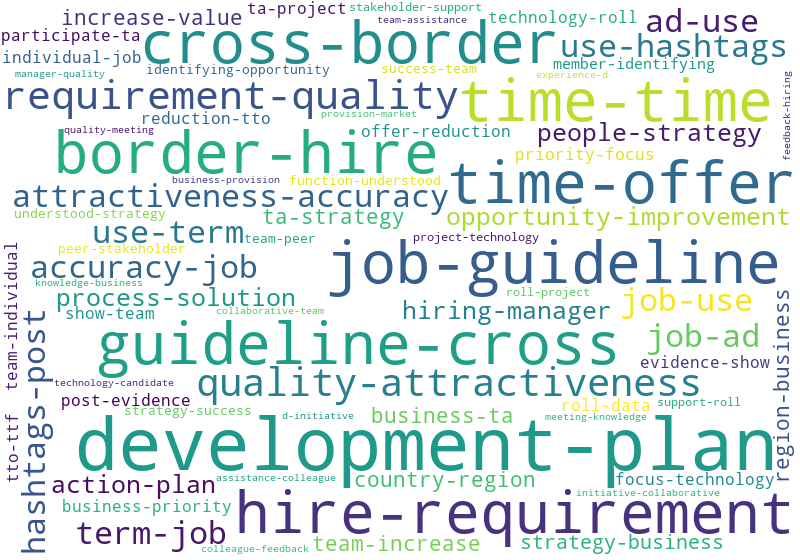 increase-value
ta-project
stakeholder-support
team-assistance
technology-roll
ad-use
participate-ta
cross-border
use-hashtags
individual-job
identifying-opportunity
success-team
member-identifying
manager-quality
experience-d
requirement-quality
time-time
feedback-hiring
reduction-tto
provision-market
quality-meeting
offer-reduction
people-strategy
border-hire
priority-focus
business-provision
function-understood
time-offer
attractiveness-accuracy
understood-strategy
ta-strategy
opportunity-improvement
use-term
team-peer
project-technology
peer-stakeholder
accuracy-job
job-guideline
team-individual
knowledge-business
process-solution
roll-project
job-use
region-business
show-team
collaborative-team
hiring-manager
hashtags-post
guideline-cross
job-ad
evidence-show
technology-candidate
quality-attractiveness
post-evidence
support-roll
strategy-success
d-initiative
business-ta
roll-data
meeting-knowledge
tto-ttf
development-plan
action-plan
assistance-colleague
country-region
focus-technology
initiative-collaborative
business-priority
hire-requirement
term-job
colleague-feedback
team-increase
strategy-business